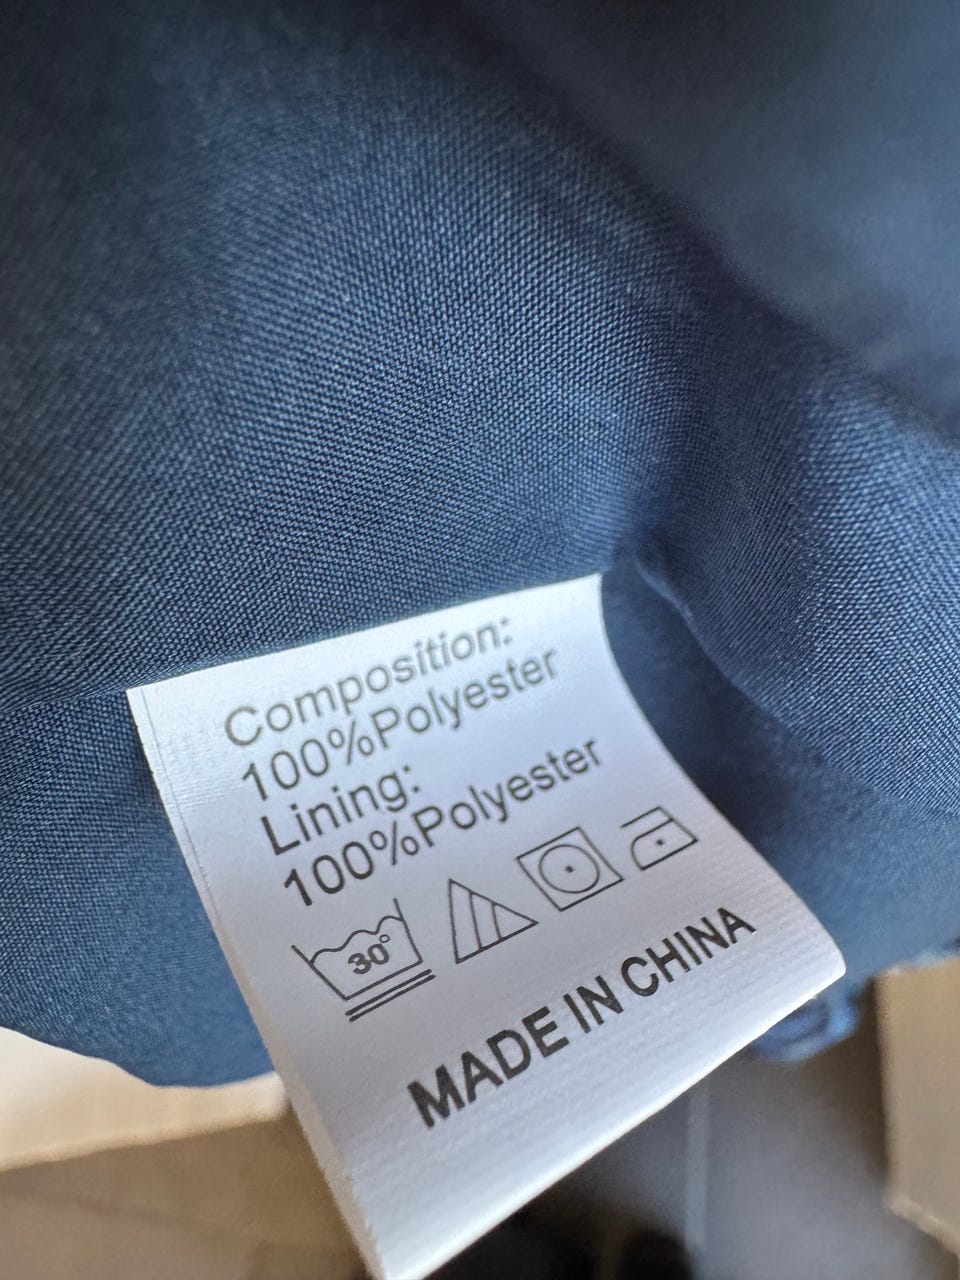 Composition:
100%Polyester
Lining:
100%Polyester
30°
MADE IN CHINA